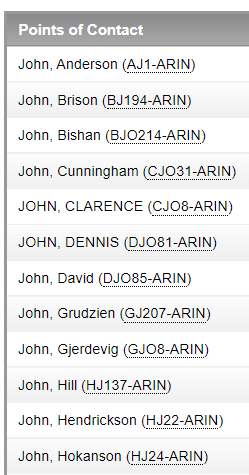 Points of Contact
John, Anderson (AJ1-ARIN)
John, Brison (BJ194-ARIN)
John, Bishan (BJO214-ARIN)
John, Cunningham (CJO31-ARIN)
JOHN, CLARENCE (CJO8-ARIN)
JOHN, DENNIS (DJO81-ARIN)
John, David (DJO85-ARIN)
John, Grudzien (GJ207-ARIN)
John, Gjerdevig (GJO8-ARIN)
John, Hill (HJ137-ARIN)
John, Hendrickson (HJ22-ARIN)
John, Hokanson (HJ24-ARIN)